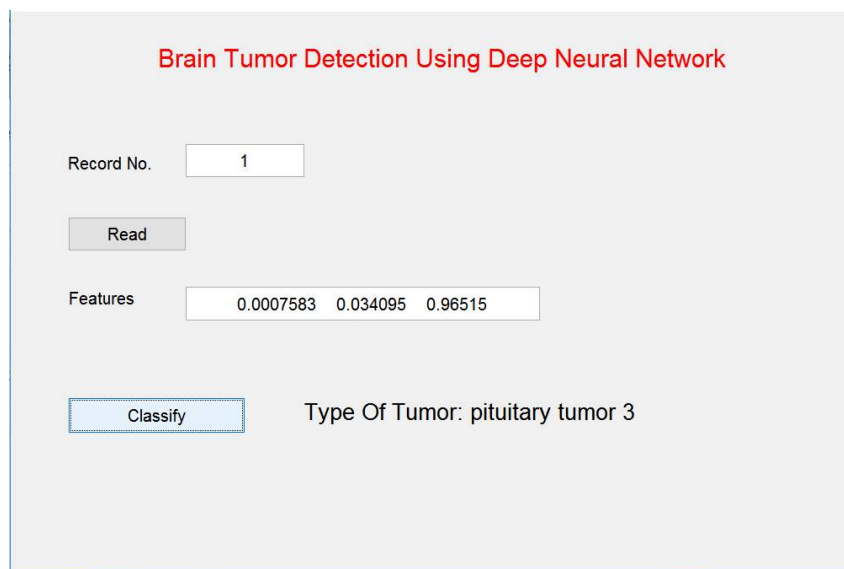 Brain Tumor Detection Using Deep Neural Network
Record No. 1
Read
Features 0.0007583 0.034095 0.96515
Classify Type Of Tumor: pituitary tumor 3